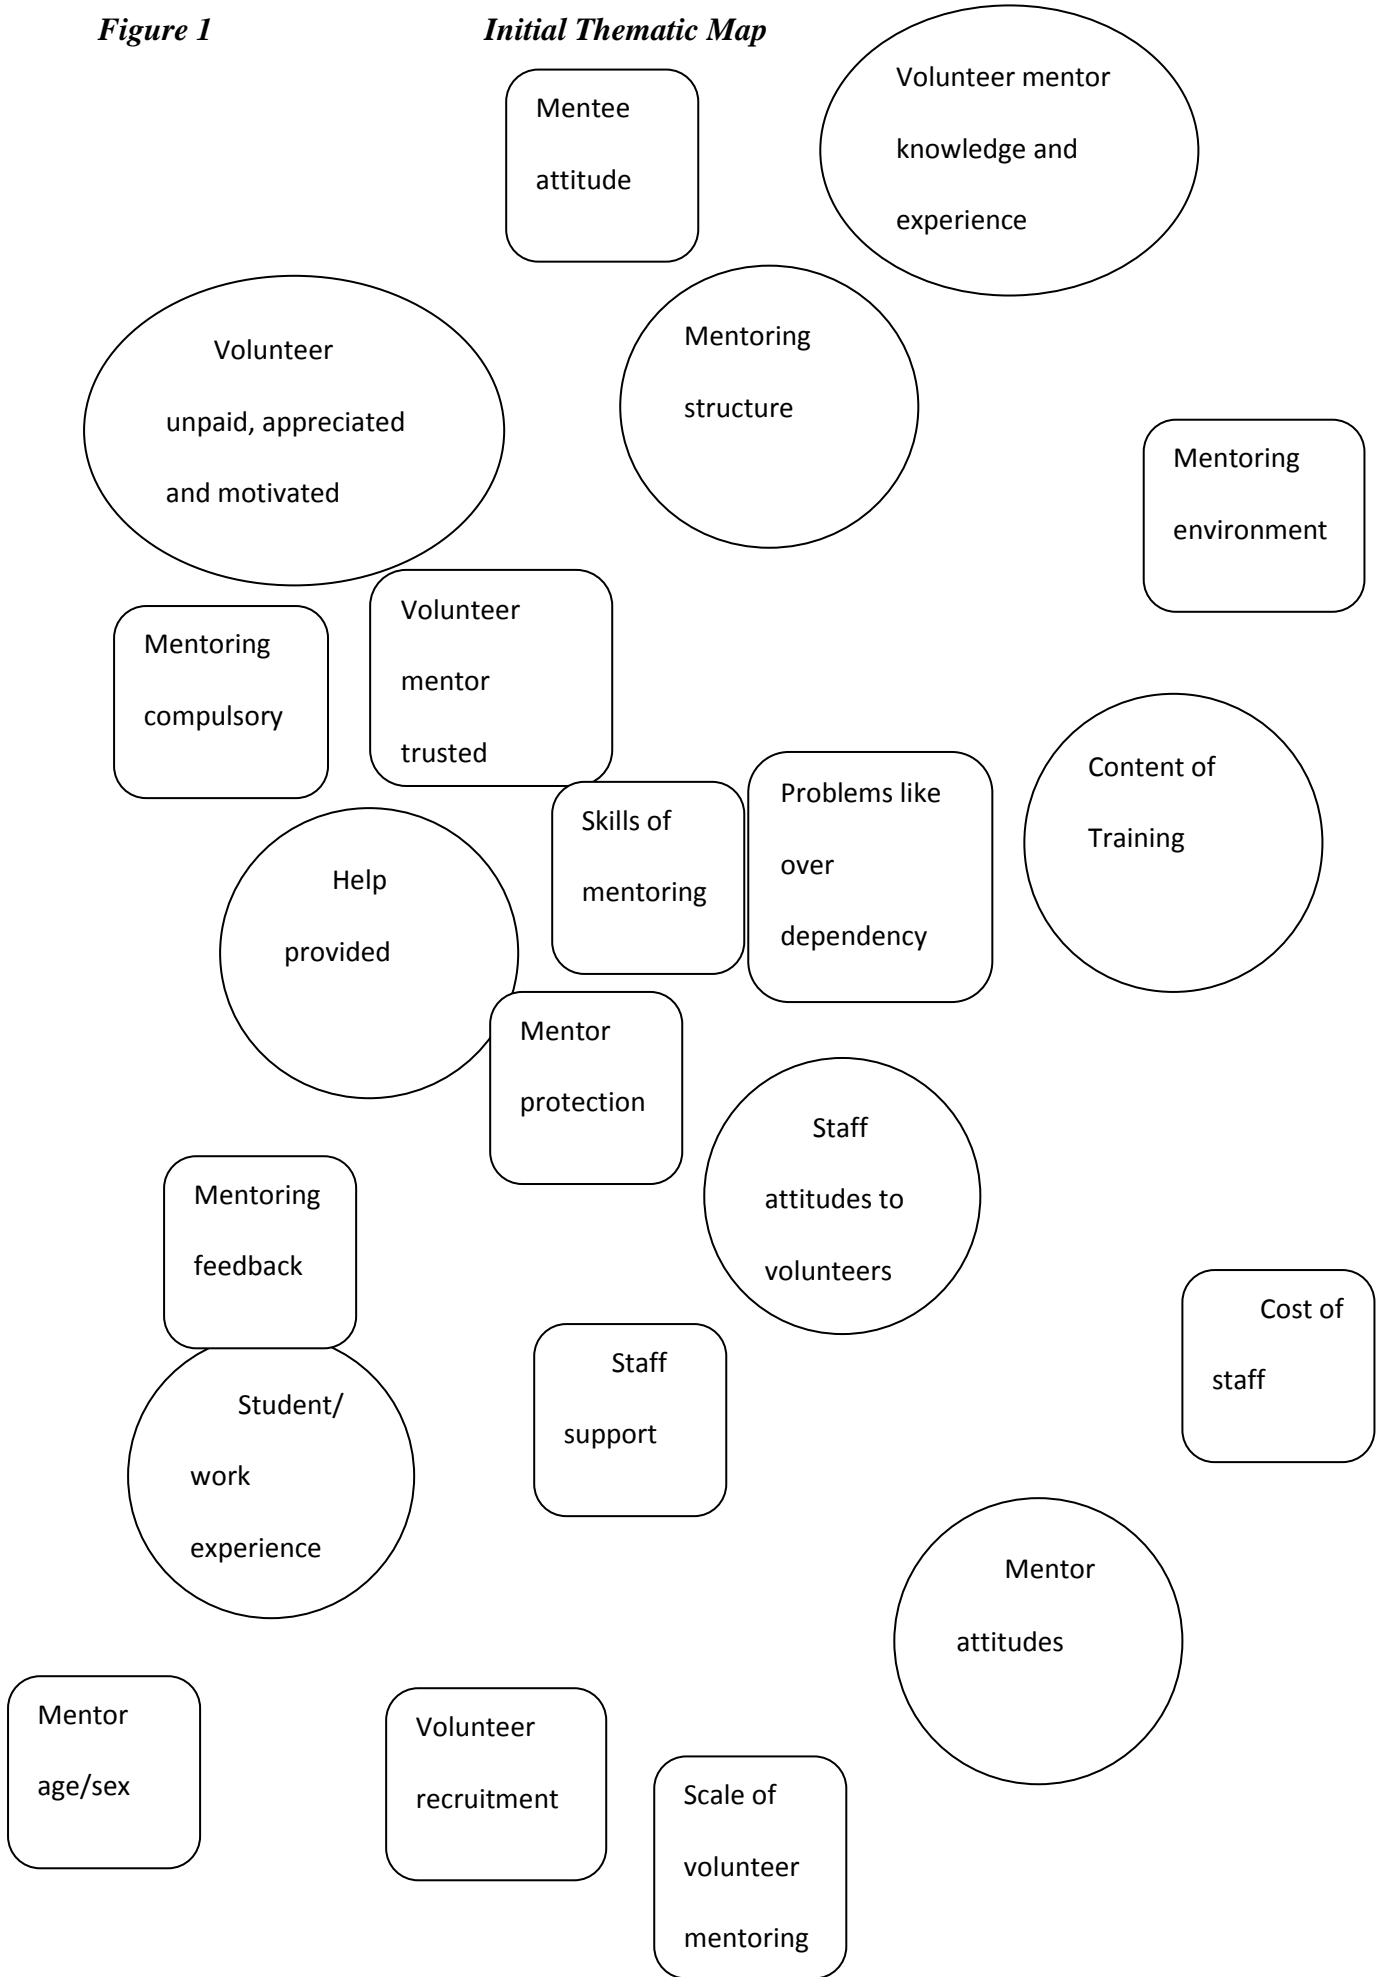 Figure 1 Initial Thematic Map
Mentee
attitude
Volunteer mentor
knowledge and
experience
Volunteer
unpaid, appreciated
and motivated
Mentoring
structure
Mentoring
environment
Mentoring
compulsory
Volunteer
mentor
trusted
Skills of
mentoring
Problems like
over
dependency
Content of
Training
Help
provided
Mentor
protection
Staff
attitudes to
volunteers
Mentoring
feedback
Student/
work
experience
Staff
support
Cost of
staff
Mentor
attitudes
Mentor
age/sex
Volunteer
recruitment
Scale of
volunteer
mentoring